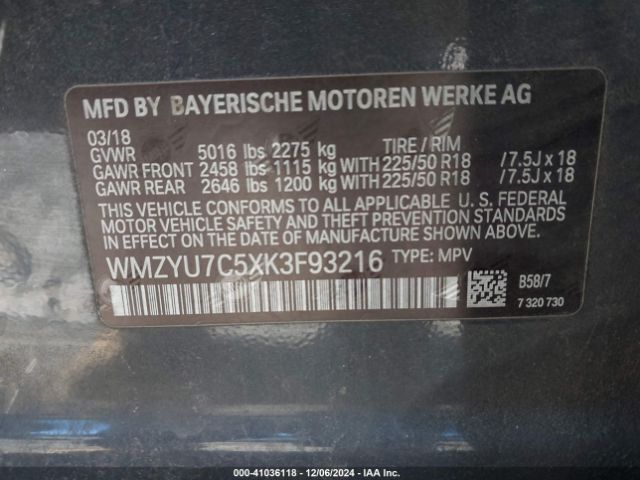 MFD BY BAYERISCHE MOTOREN WERKE AG
03/18
GVWR 5016 lbs 2275 kg TIRE / RIM
GAWR FRONT 2458 lbs 1115 kg WITH 225/50 R18 / 7.5J x 18
GAWR REAR 2646 lbs 1200 kg WITH 225/50 R18 / 7.5J x 18
THIS VEHICLE CONFORMS TO ALL APPLICABLE U. S. FEDERAL
MOTOR VEHICLE SAFETY AND THEFT PREVENTION STANDARDS
IN EFFECT ON THE DATE OF MANUFACTURE SHOWN ABOVE.
WMZYU7C5XK3F93216 TYPE: MPV
B58/7
7 320 730
000-41036118 - 12/06/2024 - IAA Inc.